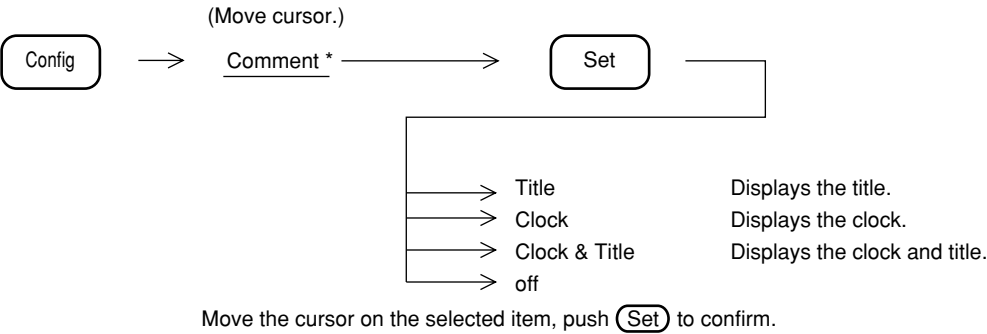 (Move cursor.)
Config Comment * Set
Title Displays the title.
Clock Displays the clock.
Clock & Title Displays the clock and title.
off
Move the cursor on the selected item, push Set to confirm.